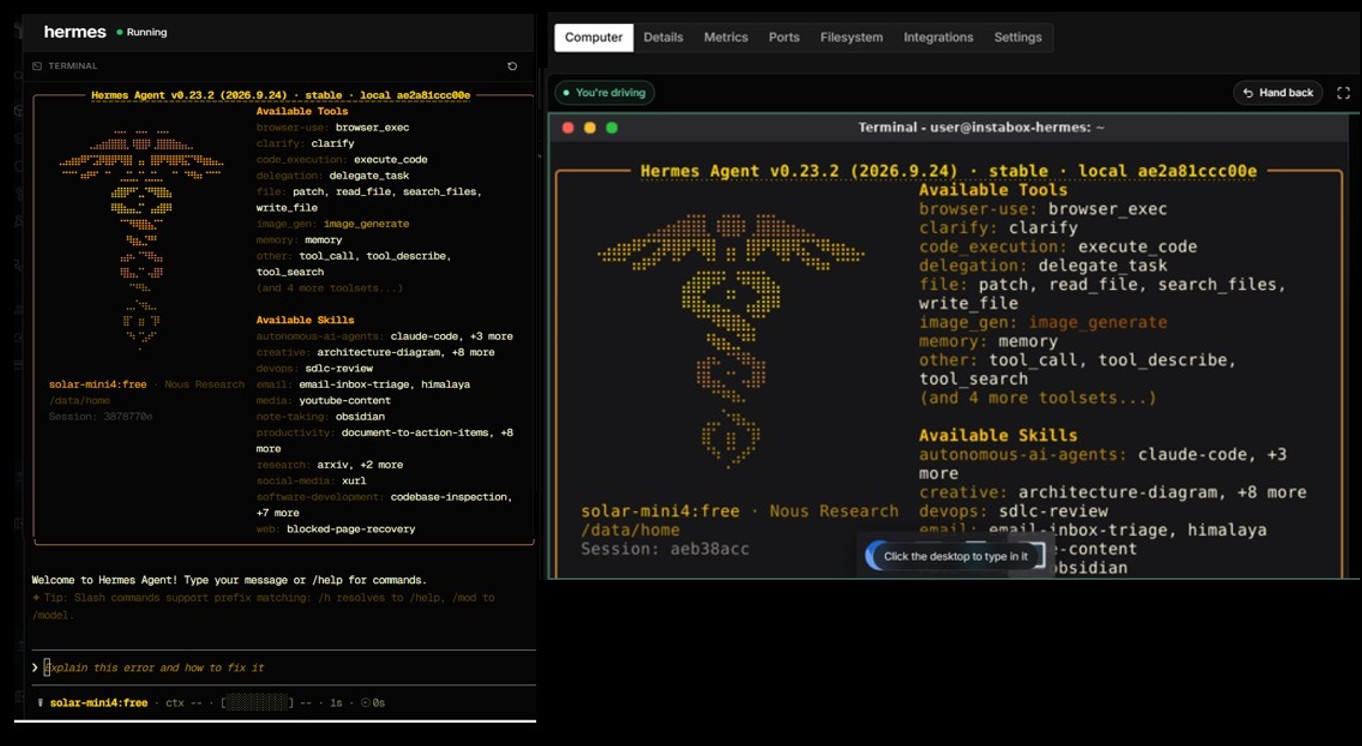 hermes
Running
TERMINAL
Hermes Agent v0.23.2 (2026.9.24) · stable · local ae2a81ccc00e
Available Tools
browser-use: browser_exec
clarify: clarify
code_execution: execute_code
delegation: delegate_task
file: patch, read_file, search_files,
write_file
image_gen: image_generate
memory: memory
other: tool_call, tool_describe,
tool_search
(and 4 more toolsets...)
Available Skills
autonomous-ai-agents: claude-code, +3 more
creative: architecture-diagram, +8 more
devops: sdlc-review
email: email-inbox-triage, himalaya
media: youtube-content
note-taking: obsidian
productivity: document-to-action-items, +8
more
research: arxiv, +2 more
social-media: xurl
software-development: codebase-inspection,
+7 more
web: blocked-page-recovery
solar-mini4:free · Nous Research
/data/home
Session: 3878770e
Welcome to Hermes Agent! Type your message or /help for commands.
✦ Tip: Slash commands support prefix matching: /h resolves to /help, /mod to
/model.
❯ Explain this error and how to fix it
solar-mini4:free · ctx -- · [░░░░░░░░░░] -- · 1s · ⊙0s
Computer Details Metrics Ports Filesystem Integrations Settings
You're driving
Hand back
Terminal - user@instabox-hermes: ~
Hermes Agent v0.23.2 (2026.9.24) · stable · local ae2a81ccc00e
Available Tools
browser-use: browser_exec
clarify: clarify
code_execution: execute_code
delegation: delegate_task
file: patch, read_file, search_files,
write_file
image_gen: image_generate
memory: memory
other: tool_call, tool_describe,
tool_search
(and 4 more toolsets...)
Available Skills
autonomous-ai-agents: claude-code, +3
more
creative: architecture-diagram, +8 more
devops: sdlc-review
email: email-inbox-triage, himalaya
e-content
obsidian
solar-mini4:free · Nous Research
/data/home
Session: aeb38acc
Click the desktop to type in it